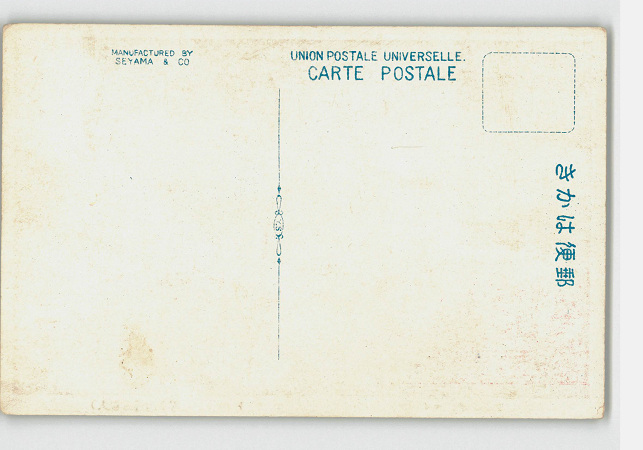 MANUFACTURED BY
SEYAMA & CO
UNION POSTALE UNIVERSELLE.
CARTE POSTALE
きかは便郵